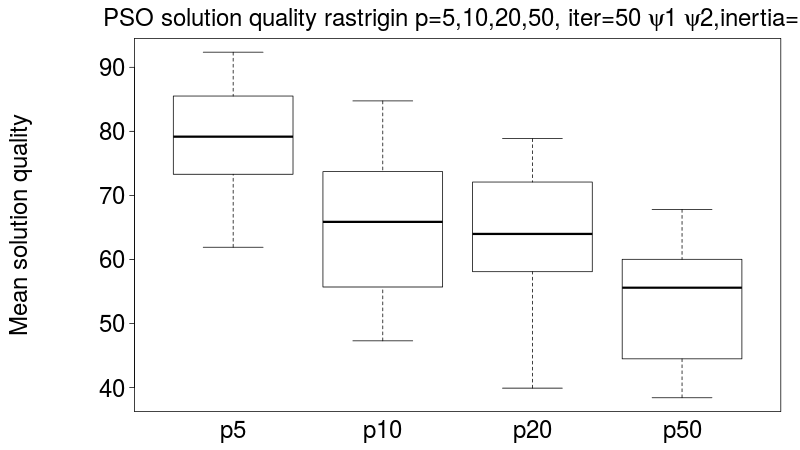 PSO solution quality rastrigin p=5,10,20,50, iter=50 ψ1 ψ2,inertia=
Mean solution quality
90
80
70
60
50
40
p5 p10 p20 p50